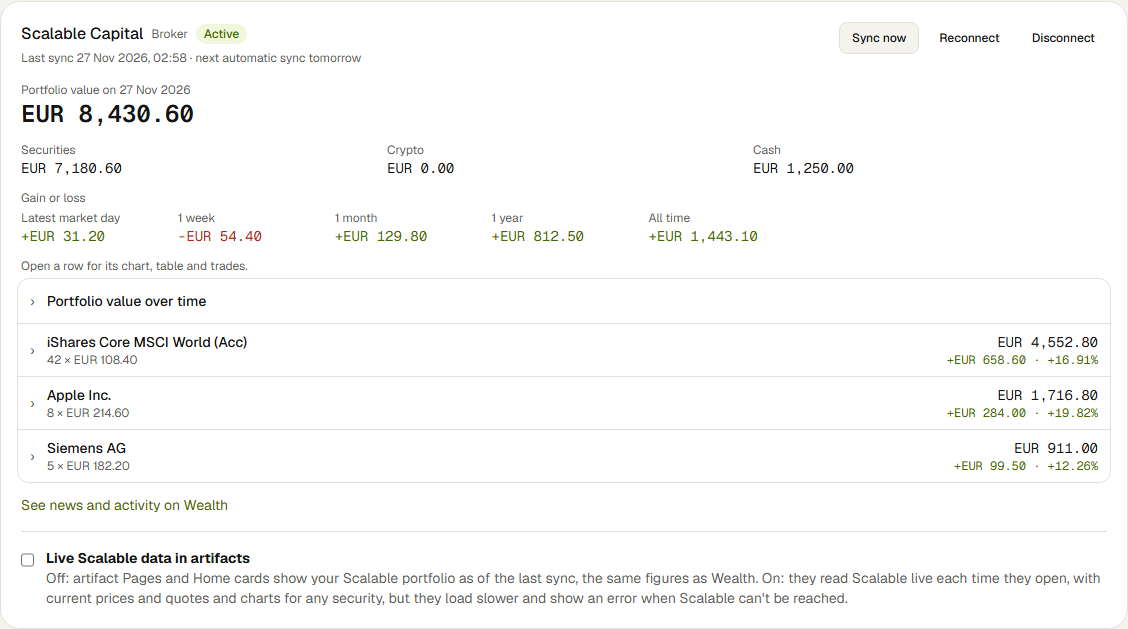 Scalable Capital Broker Active
Sync now Reconnect Disconnect
Last sync 27 Nov 2026, 02:58 · next automatic sync tomorrow
Portfolio value on 27 Nov 2026
EUR 8,430.60
Securities Crypto Cash
EUR 7,180.60 EUR 0.00 EUR 1,250.00
Gain or loss
Latest market day 1 week 1 month 1 year All time
+EUR 31.20 -EUR 54.40 +EUR 129.80 +EUR 812.50 +EUR 1,443.10
Open a row for its chart, table and trades.
› Portfolio value over time
› iShares Core MSCI World (Acc) EUR 4,552.80
42 × EUR 108.40 +EUR 658.60 · +16.91%
› Apple Inc. EUR 1,716.80
8 × EUR 214.60 +EUR 284.00 · +19.82%
› Siemens AG EUR 911.00
5 × EUR 182.20 +EUR 99.50 · +12.26%
See news and activity on Wealth
Live Scalable data in artifacts
Off: artifact Pages and Home cards show your Scalable portfolio as of the last sync, the same figures as Wealth. On: they read Scalable live each time they open, with
current prices and quotes and charts for any security, but they load slower and show an error when Scalable can't be reached.